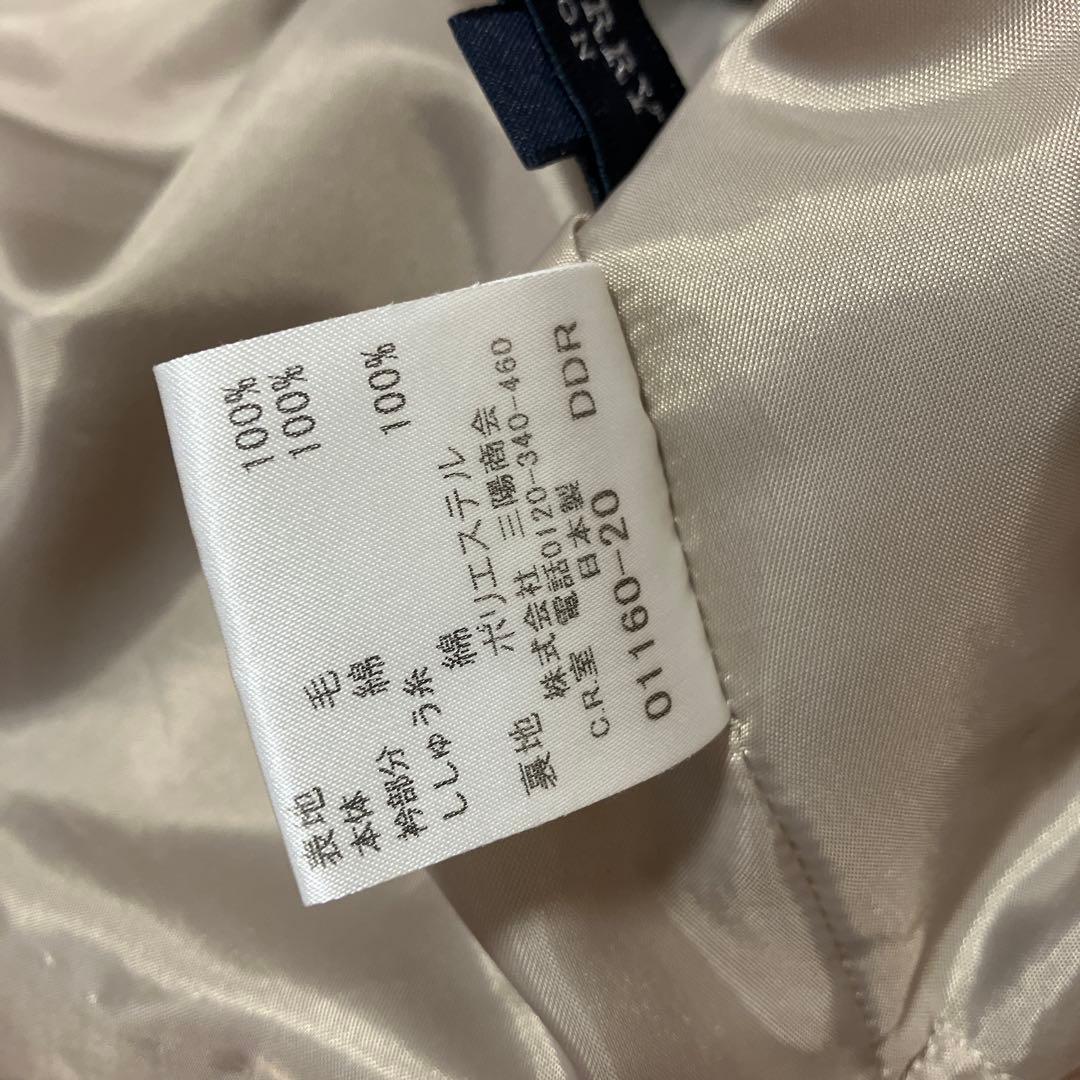 表地
本体 毛 100%
衿部分 綿 100%
ししゅう糸
綿 100%
裏地 ポリエステル
株式会社 三陽商会
C.R.室 電話0120-340-460
日本製
01160-20 DDR
RRY
ON